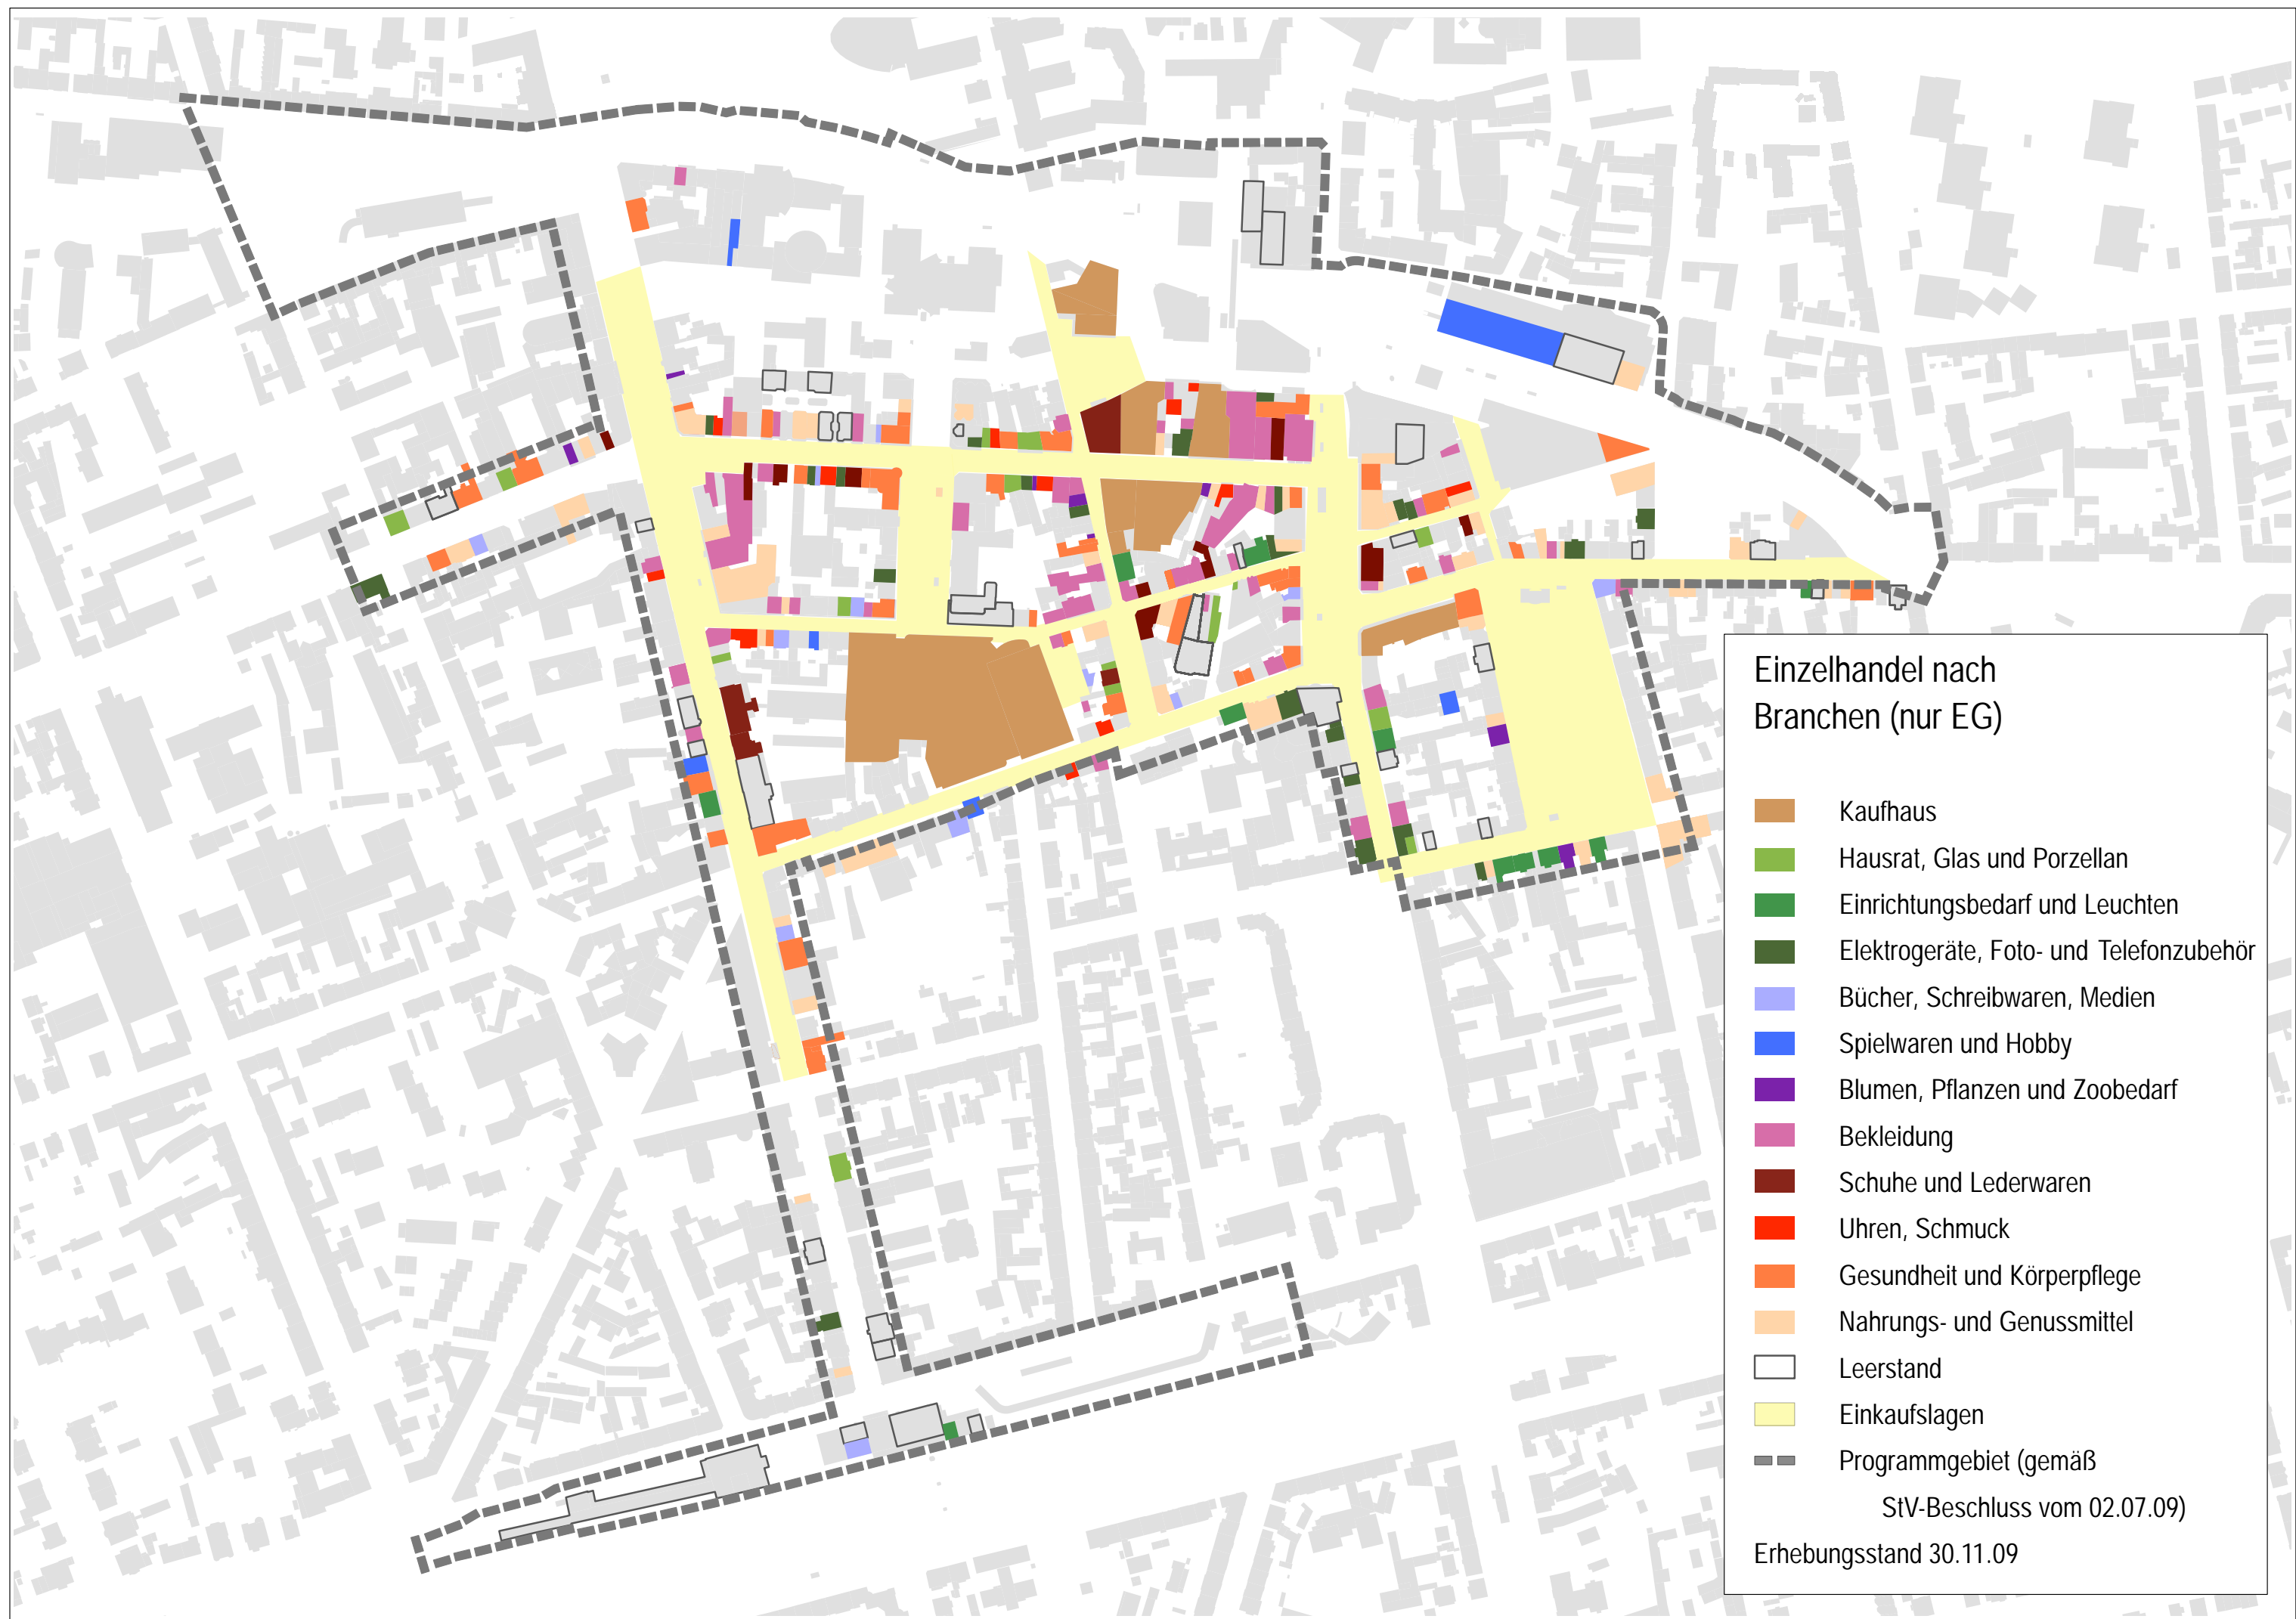 Einzelhandel nach
Branchen (nur EG)
Kaufhaus
Hausrat, Glas und Porzellan
Einrichtungsbedarf und Leuchten
Elektrogeräte, Foto- und Telefonzubehör
Bücher, Schreibwaren, Medien
Spielwaren und Hobby
Blumen, Pflanzen und Zoobedarf
Bekleidung
Schuhe und Lederwaren
Uhren, Schmuck
Gesundheit und Körperpflege
Nahrungs- und Genussmittel
Leerstand
Einkaufslagen
Programmgebiet (gemäß
StV-Beschluss vom 02.07.09)
Erhebungsstand 30.11.09